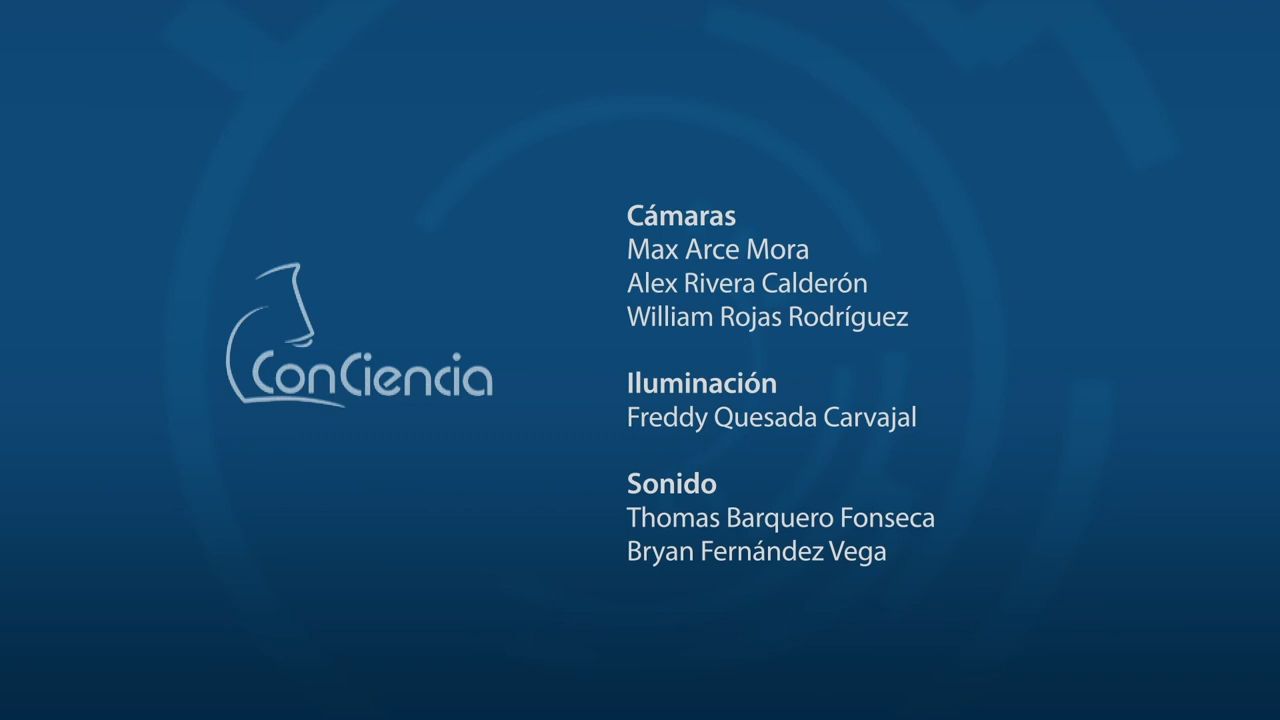 ConCiencia
Cámaras
Max Arce Mora
Alex Rivera Calderón
William Rojas Rodríguez
Iluminación
Freddy Quesada Carvajal
Sonido
Thomas Barquero Fonseca
Bryan Fernández Vega